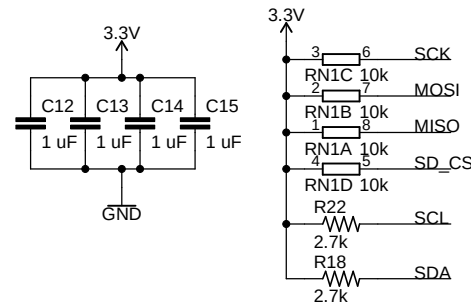 3.3V
C12 C13 C14 C15
1 uF 1 uF 1 uF 1 uF
GND
3.3V
3 6 SCK
RN1C 10k
2 7 MOSI
RN1B 10k
1 8 MISO
RN1A 10k
4 5 SD_CS
RN1D 10k
R22 SCL
2.7k
R18 SDA
2.7k